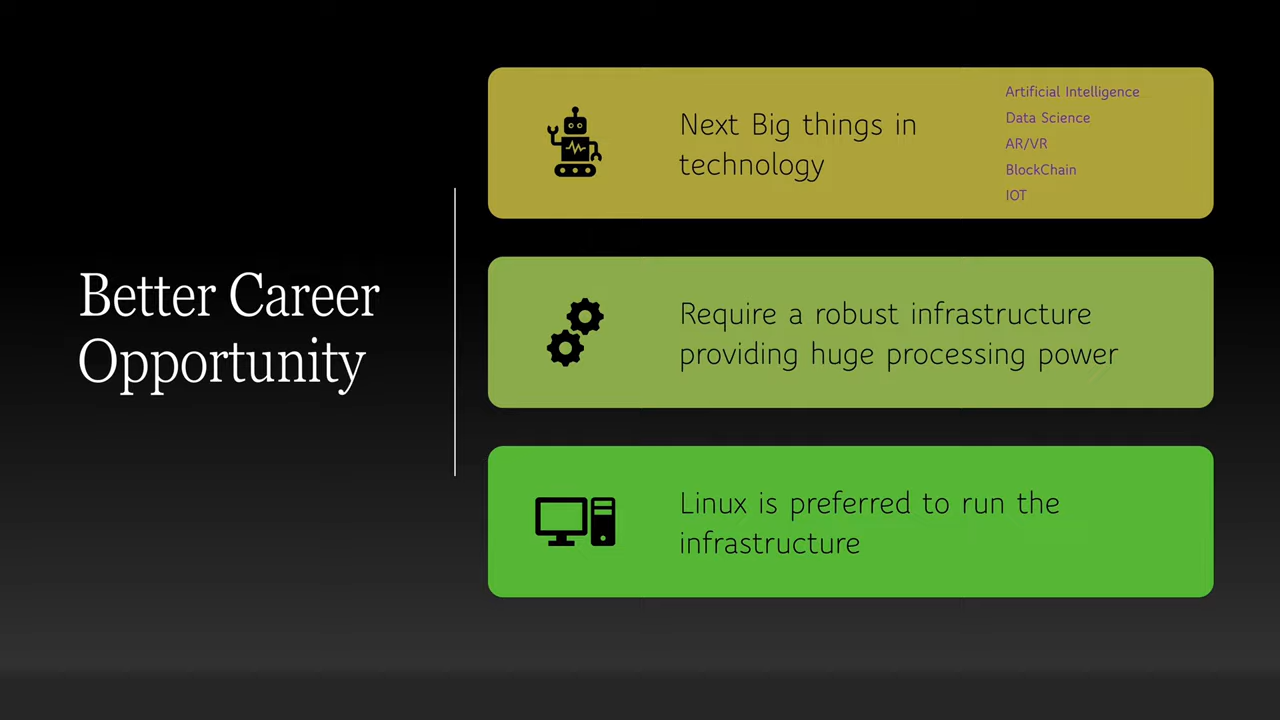 Better Career
Opportunity
Next Big things in
technology
Artificial Intelligence
Data Science
AR/VR
BlockChain
IOT
Require a robust infrastructure
providing huge processing power
Linux is preferred to run the
infrastructure